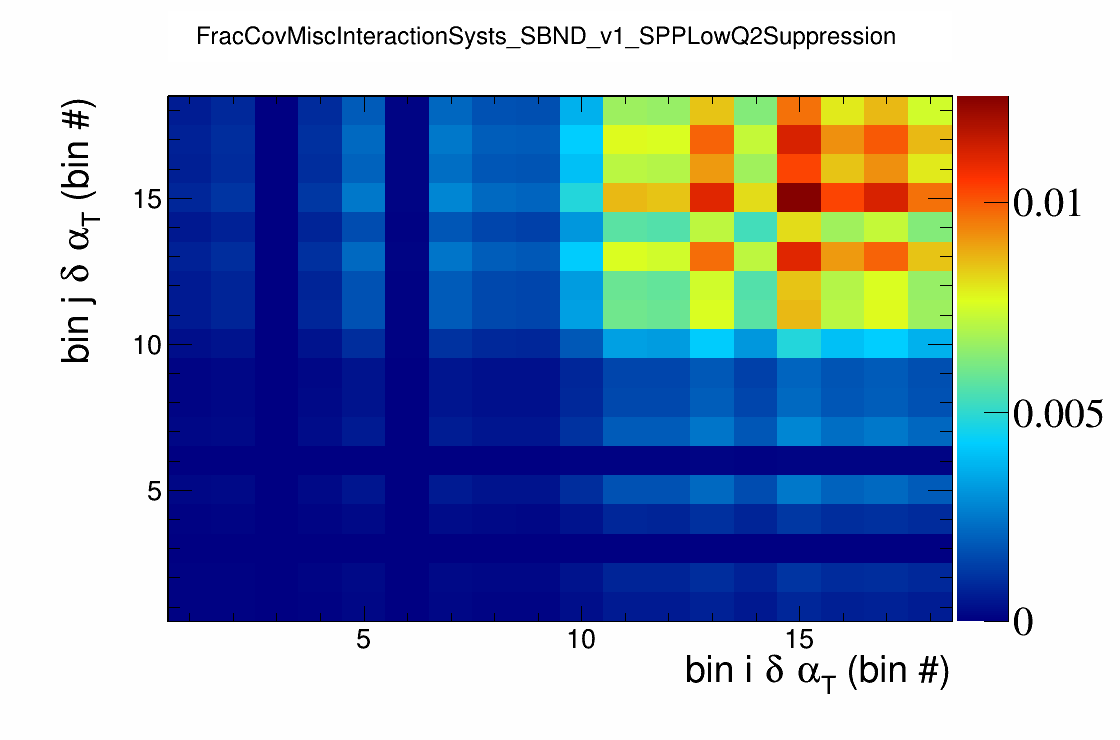 FracCovMiscInteractionSysts_SBND_v1_SPPLowQ2Suppression
bin j δ α_T (bin #)
15
10
5
5 10 15
bin i δ α_T (bin #)
0.01
0.005
0